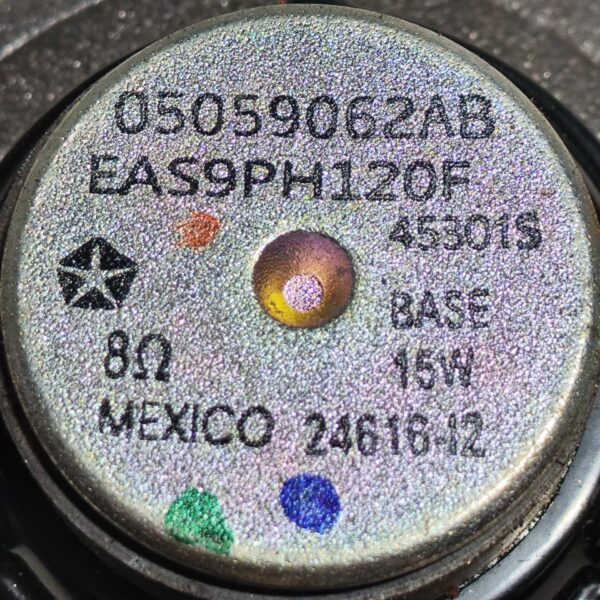 05059062AB
EAS9PH120F
45301S
BASE
8Ω 15W
MEXICO 24616-12